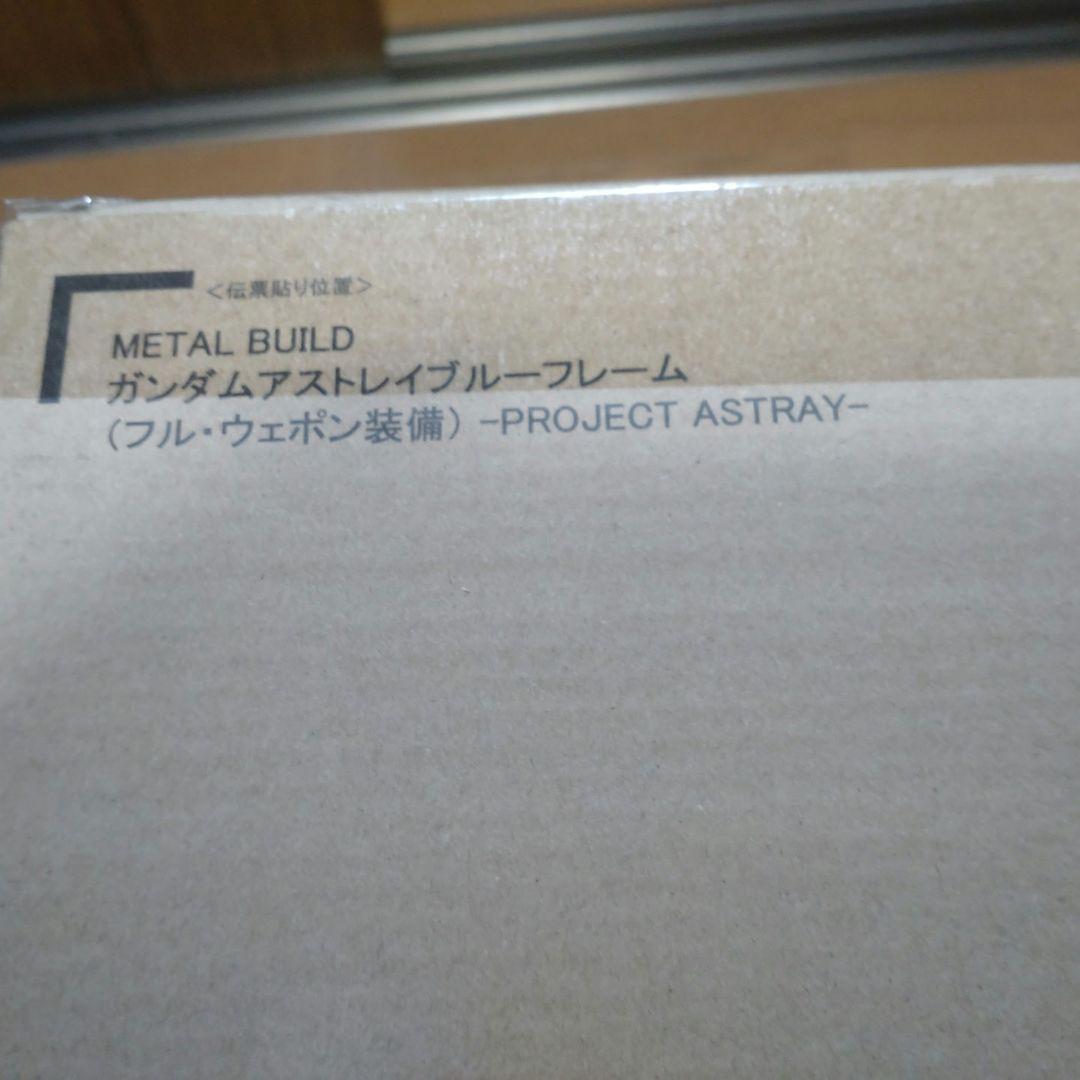 ＜伝票貼り位置＞
METAL BUILD
ガンダムアストレイブルーフレーム
（フル・ウェポン装備） -PROJECT ASTRAY-